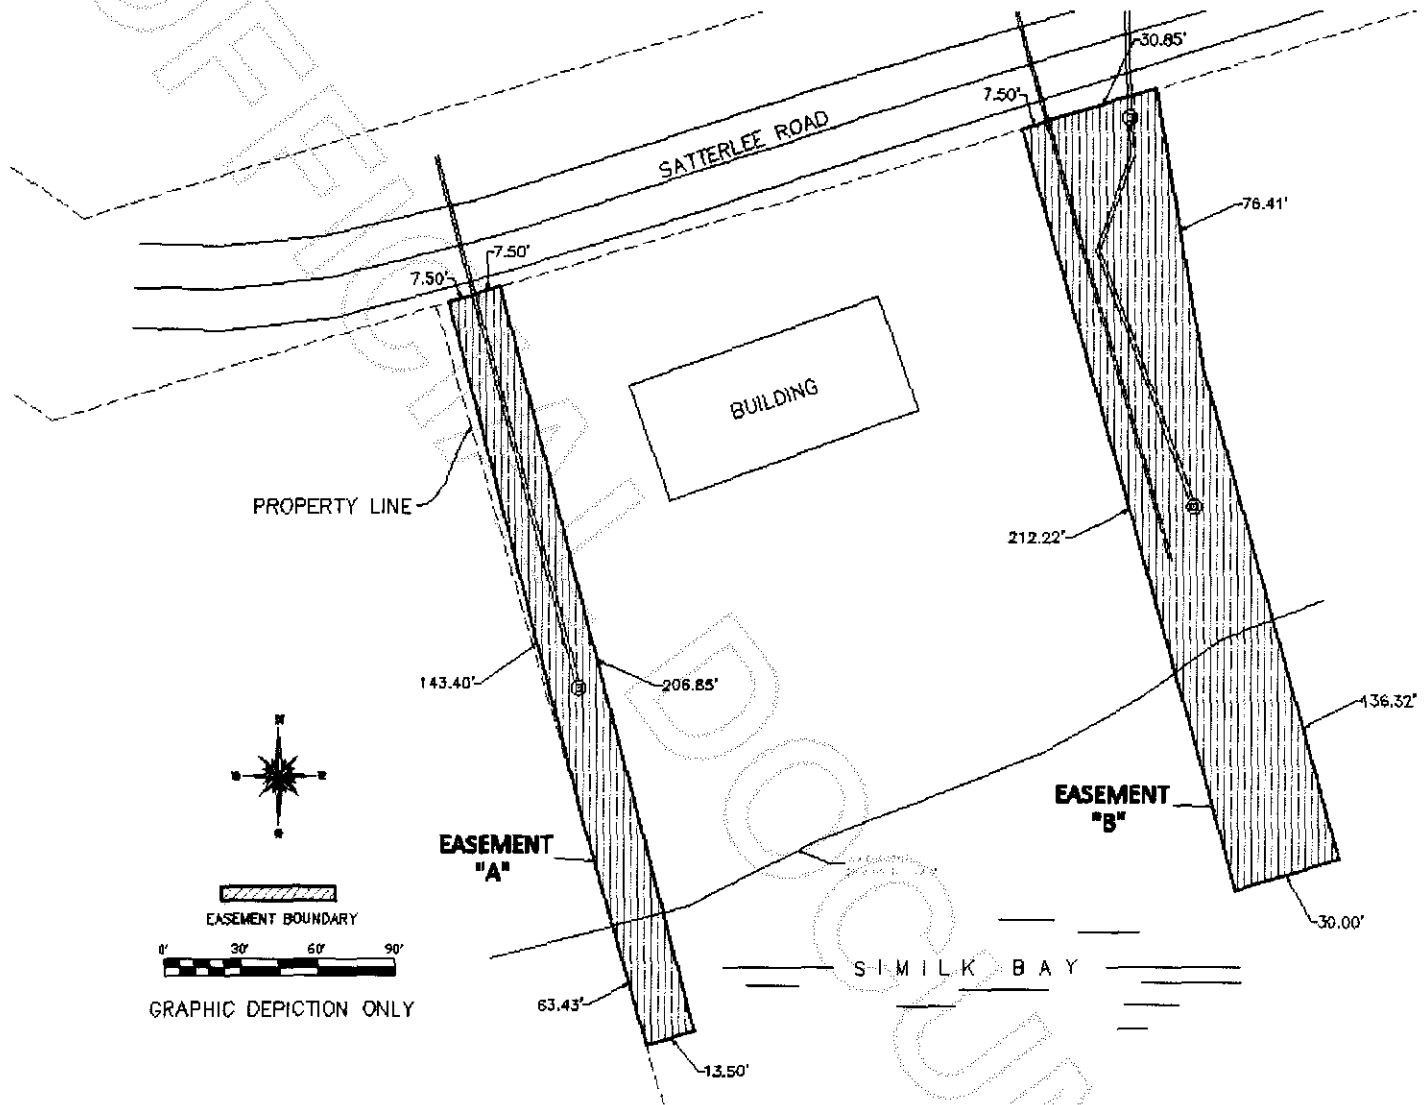 30.85'
7.50'
SATTERLEE ROAD
76.41'
7.50'
7.50'
BUILDING
PROPERTY LINE
212.22'
143.40'
206.85'
136.32'
EASEMENT
"B"
EASEMENT
"A"
EASEMENT BOUNDARY
30.00'
0' 30' 60' 90'
SIMILK BAY
GRAPHIC DEPICTION ONLY
63.43'
13.50'